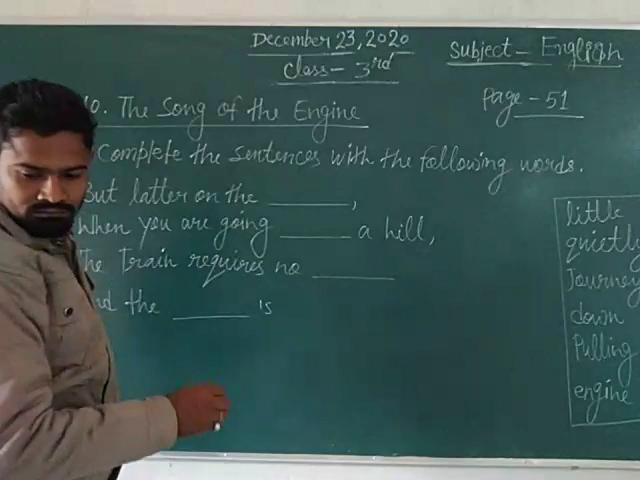 December 23, 2020
Subject - English
Class - 3rd
Page - 51
10. The Song of the Engine
Complete the sentences with the following words.
But latter on the ______,
When you are going ______ a hill,
The Train requires no ______
the ______ is
little
quietly
Journey
down
Pulling
engine